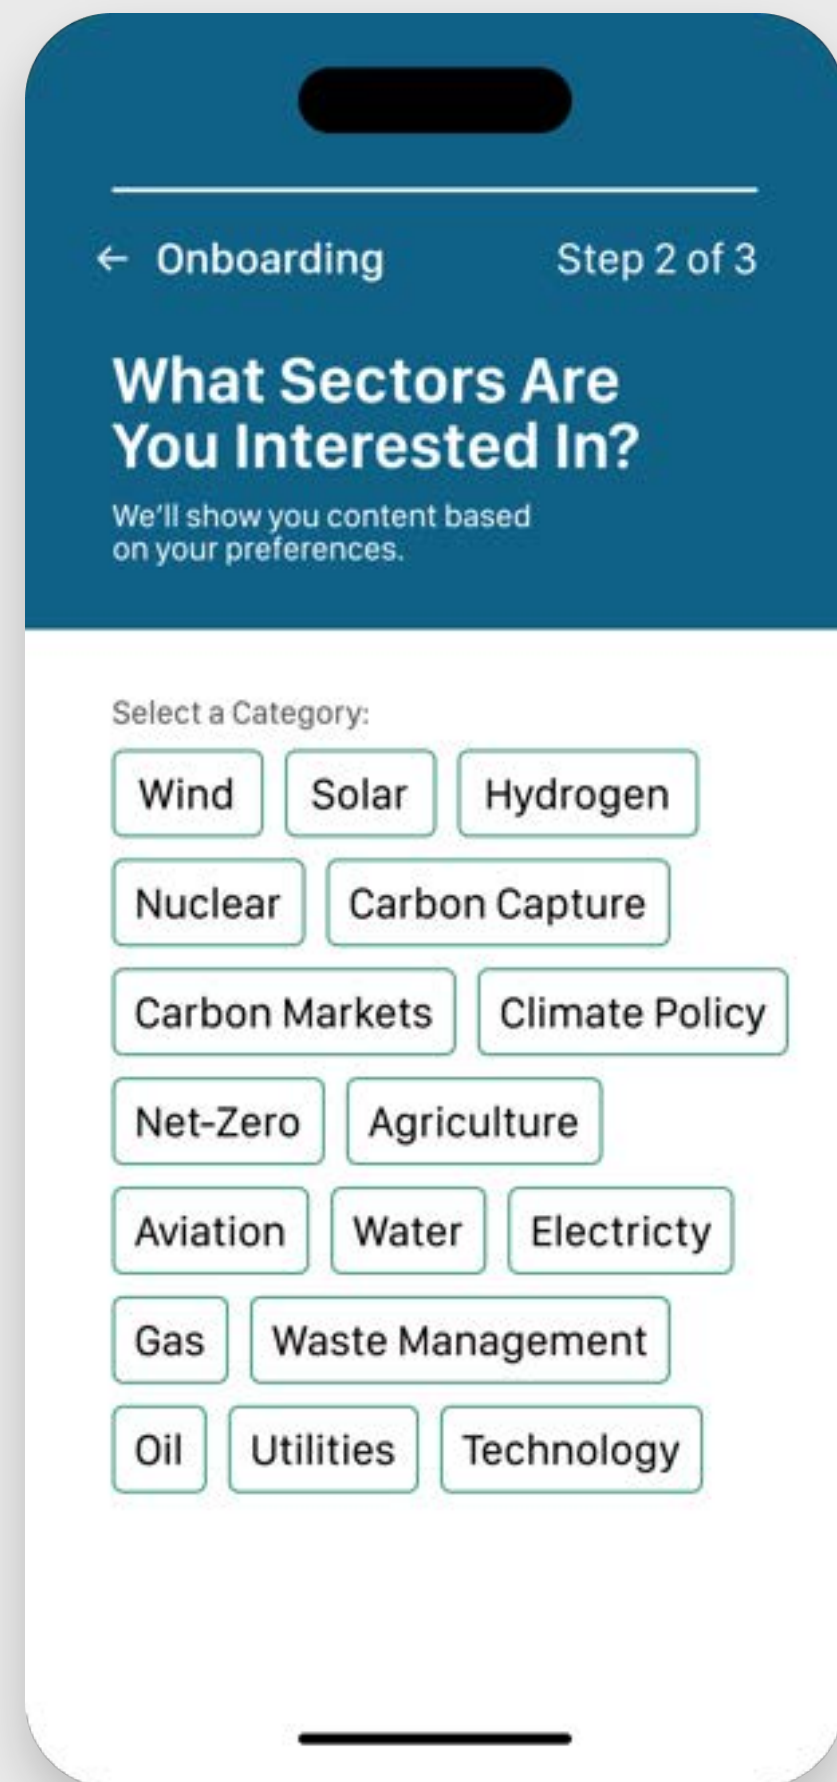 ← Onboarding Step 2 of 3
What Sectors Are
You Interested In?
We'll show you content based
on your preferences.
Select a Category:
Wind Solar Hydrogen
Nuclear Carbon Capture
Carbon Markets Climate Policy
Net-Zero Agriculture
Aviation Water Electricty
Gas Waste Management
Oil Utilities Technology